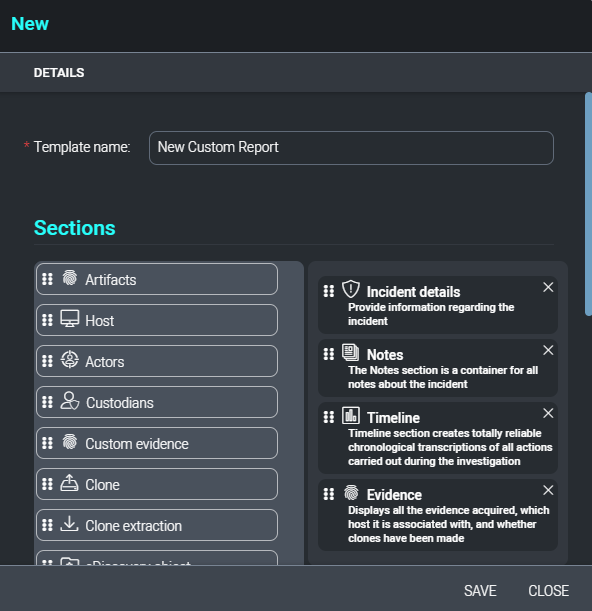 New
DETAILS
* Template name:
New Custom Report
Sections
Artifacts
Host
Actors
Custodians
Custom evidence
Clone
Clone extraction
eDiscovery object
Incident details
Provide information regarding the
incident
Notes
The Notes section is a container for all
notes about the incident
Timeline
Timeline section creates totally reliable
chronological transcriptions of all actions
carried out during the investigation
Evidence
Displays all the evidence acquired, which
host it is associated with, and whether
clones have been made
SAVE
CLOSE